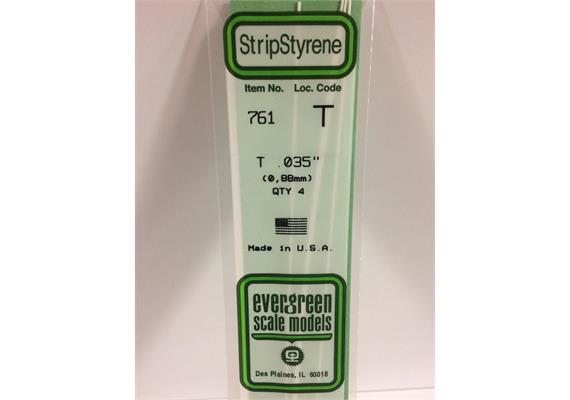 StripStyrene
Item No. Loc. Code
761 T
T .035"
(0,88mm)
QTY 4
Made in U.S.A.
evergreen
scale models
Des Plaines, IL 60018